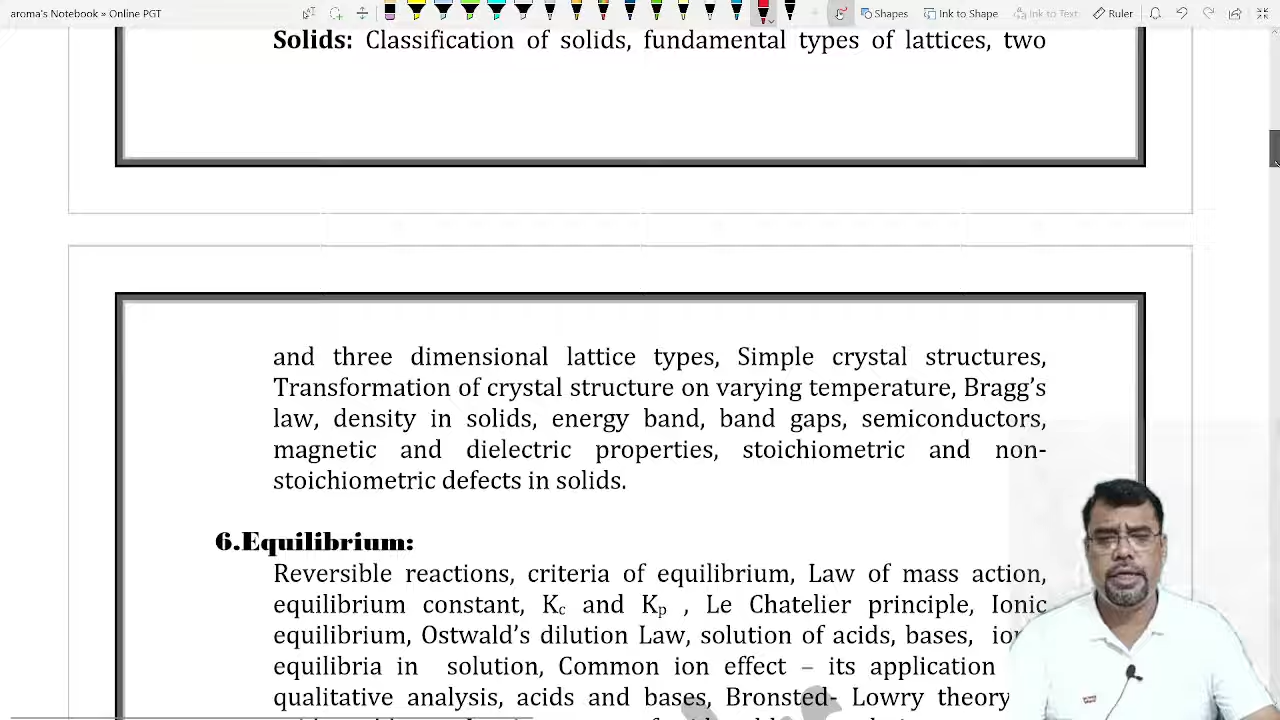 aroma's Notebook » Online PGT
Shapes
Ink to Shape
Ink to Text
Ruler
Solids: Classification of solids, fundamental types of lattices, two
and three dimensional lattice types, Simple crystal structures,
Transformation of crystal structure on varying temperature, Bragg's
law, density in solids, energy band, band gaps, semiconductors,
magnetic and dielectric properties, stoichiometric and non-
stoichiometric defects in solids.
6.Equilibrium:
Reversible reactions, criteria of equilibrium, Law of mass action,
equilibrium constant, Kc and Kp , Le Chatelier principle, Ionic
equilibrium, Ostwald's dilution Law, solution of acids, bases,
equilibria in solution, Common ion effect – its application
qualitative analysis, acids and bases, Bronsted- Lowry theory